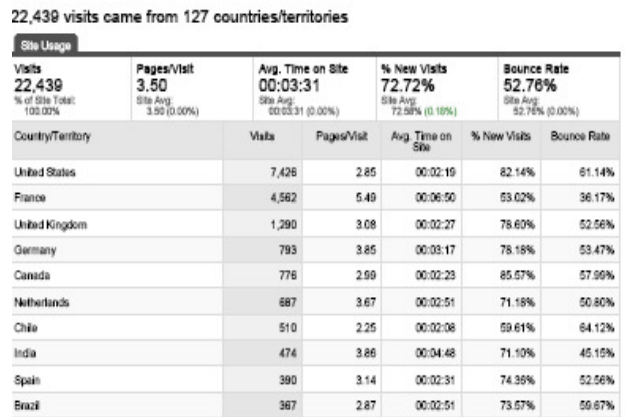 22,439 visits came from 127 countries/territories
Site Usage
Visits Pages/Visit Avg. Time on Site % New Visits Bounce Rate
22,439 3.50 00:03:31 72.72% 52.76%
% of Site Total: Site Avg: Site Avg: Site Avg: Site Avg:
100.00% 3.50 (0.00%) 00:03:31 (0.00%) 72.58% (0.18%) 52.76% (0.00%)
Country/Territory Visits Pages/Visit Avg. Time on Site % New Visits Bounce Rate
United States 7,426 2.85 00:02:19 82.14% 61.14%
France 4,562 5.49 00:06:50 53.02% 36.17%
United Kingdom 1,290 3.08 00:02:27 78.60% 52.56%
Germany 793 3.85 00:03:17 78.18% 53.47%
Canada 776 2.99 00:02:23 85.57% 57.99%
Netherlands 687 3.67 00:02:51 71.18% 50.80%
Chile 510 2.25 00:02:08 59.61% 64.12%
India 474 3.86 00:04:48 71.10% 45.15%
Spain 390 3.14 00:02:31 74.36% 52.56%
Brazil 367 2.87 00:02:51 73.57% 59.67%